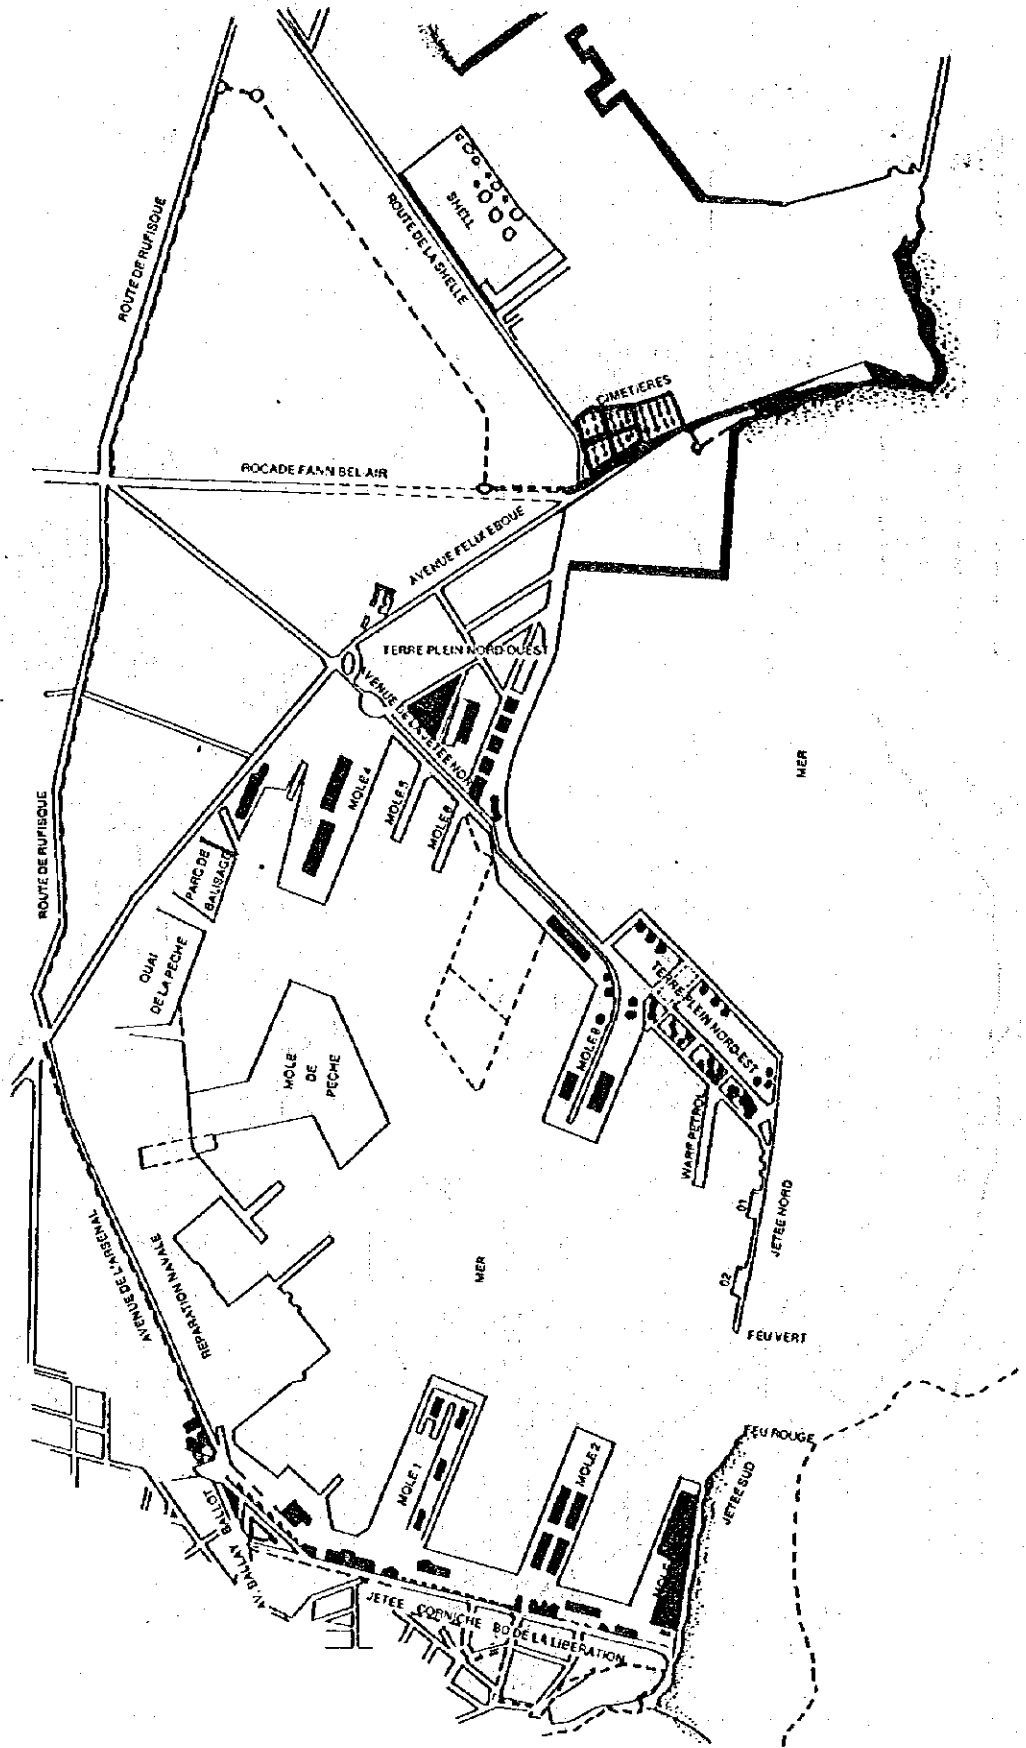 ROUTE DE RUFISQUE
ROUTE DE LA SHELLE
SHELL
CIMETIERES
ROCADE FANN BEL-AIR
AVENUE FELIX EBOUE
TERRE PLEIN NORD OUEST
AVENUE DE LA JETEE NORD
MOLE 4
MOLE 5
MOLE 6
MER
ROUTE DE RUFISQUE
PARC DE
BALISAGE
QUAI
DE LA PECHE
MOLE
DE
PECHE
MOLE 8
TERRE-PLEIN NORD-EST
WARF PETROL
01
02
JETEE NORD
FEU VERT
MER
AVENUE DE L'ARSENAL
REPARATION NAVALE
MOLE 1
MOLE 2
MOLE
FEU ROUGE
JETEE SUD
AV. BALLAY BALLOT
JETEE CORNICHE BD DE LA LIBERATION